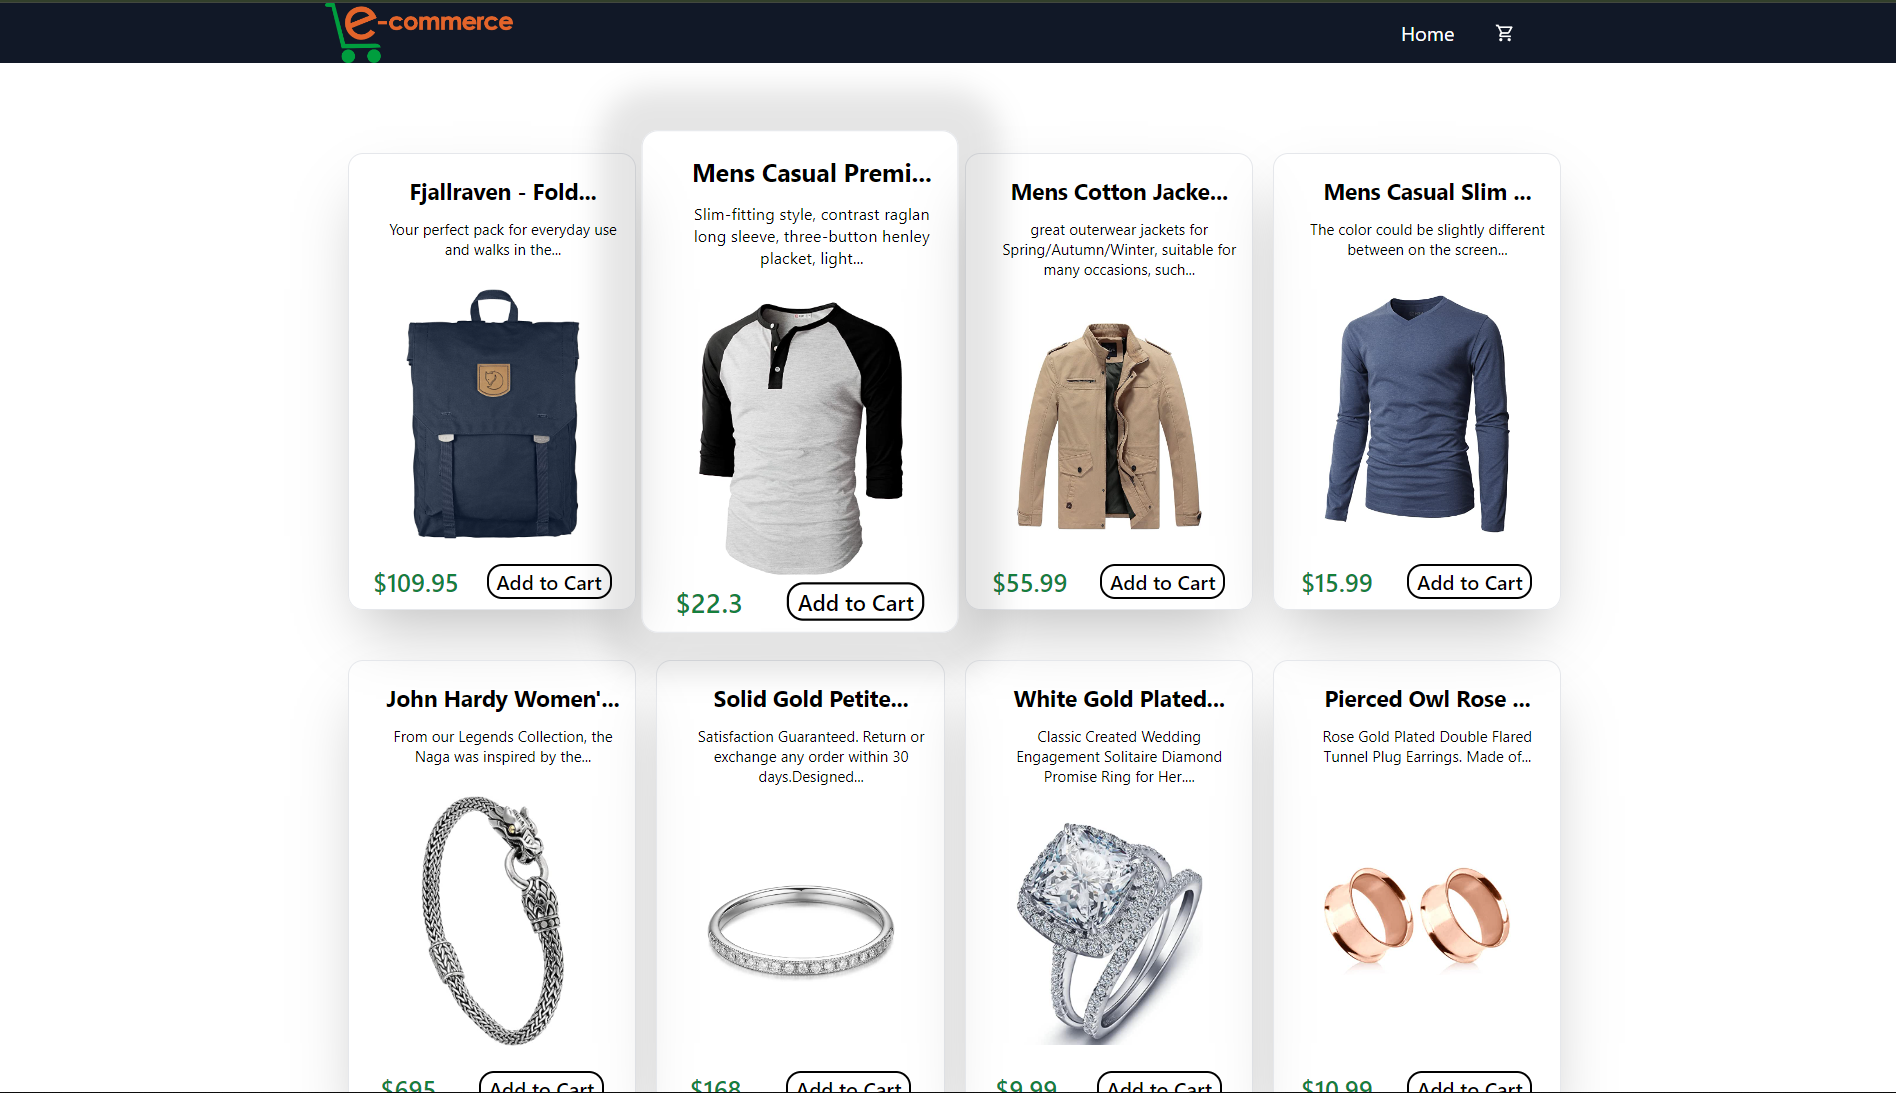 e-commerce
Home
Fjallraven - Fold...
Your perfect pack for everyday use
and walks in the...
$109.95
Add to Cart
Mens Casual Premi...
Slim-fitting style, contrast raglan
long sleeve, three-button henley
placket, light...
$22.3
Add to Cart
Mens Cotton Jacke...
great outerwear jackets for
Spring/Autumn/Winter, suitable for
many occasions, such...
$55.99
Add to Cart
Mens Casual Slim ...
The color could be slightly different
between on the screen...
$15.99
Add to Cart
John Hardy Women'...
From our Legends Collection, the
Naga was inspired by the...
$695
Add to Cart
Solid Gold Petite...
Satisfaction Guaranteed. Return or
exchange any order within 30
days.Designed...
$168
Add to Cart
White Gold Plated...
Classic Created Wedding
Engagement Solitaire Diamond
Promise Ring for Her....
$9.99
Add to Cart
Pierced Owl Rose ...
Rose Gold Plated Double Flared
Tunnel Plug Earrings. Made of...
$10.99
Add to Cart